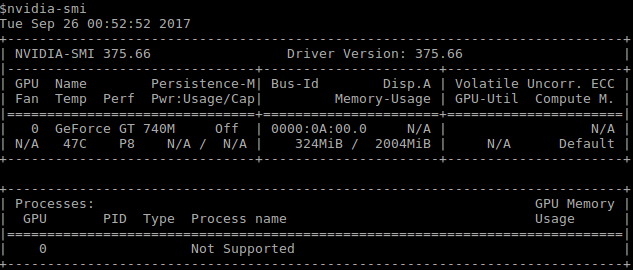 $nvidia-smi
Tue Sep 26 00:52:52 2017
+-----------------------------------------------------------------------------+
| NVIDIA-SMI 375.66                 Driver Version: 375.66                    |
|-------------------------------+----------------------+----------------------+
| GPU  Name        Persistence-M| Bus-Id        Disp.A | Volatile Uncorr. ECC |
| Fan  Temp  Perf  Pwr:Usage/Cap|         Memory-Usage | GPU-Util  Compute M. |
|===============================+======================+======================|
|   0  GeForce GT 740M     Off  | 0000:0A:00.0     N/A |                  N/A |
| N/A   47C    P8    N/A /  N/A |    324MiB /  2004MiB |     N/A      Default |
+-------------------------------+----------------------+----------------------+
+-----------------------------------------------------------------------------+
| Processes:                                                       GPU Memory |
|  GPU       PID  Type  Process name                               Usage      |
|=============================================================================|
|    0                  Not Supported                                         |
+-----------------------------------------------------------------------------+